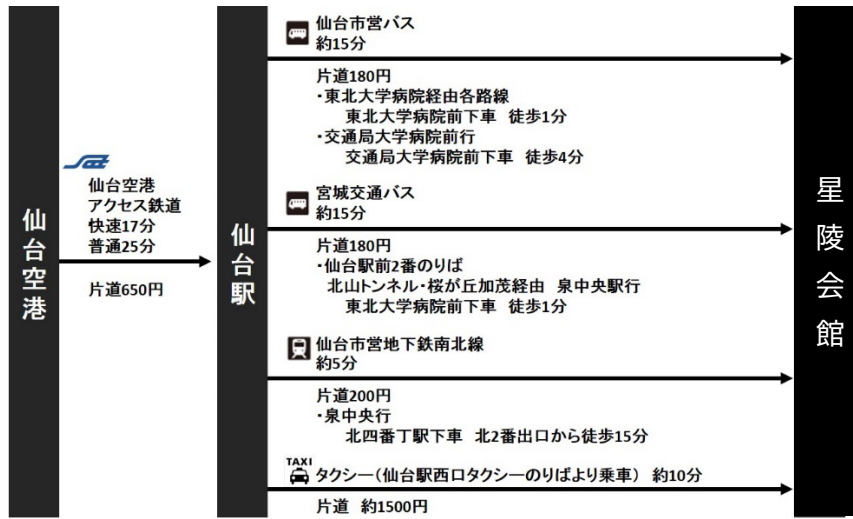 仙台空港
sat
仙台空港
アクセス鉄道
快速17分
普通25分
片道650円
仙台駅
仙台市営バス
約15分
片道180円
・東北大学病院経由各路線
東北大学病院前下車 徒歩1分
・交通局大学病院前行
交通局大学病院前下車 徒歩4分
宮城交通バス
約15分
片道180円
・仙台駅前2番のりば
北山トンネル・桜が丘加茂経由 泉中央駅行
東北大学病院前下車 徒歩1分
仙台市営地下鉄南北線
約5分
片道200円
・泉中央行
北四番丁駅下車 北2番出口から徒歩15分
TAXI
タクシー(仙台駅西口タクシーのりばより乗車) 約10分
片道 約1500円
星陵会館